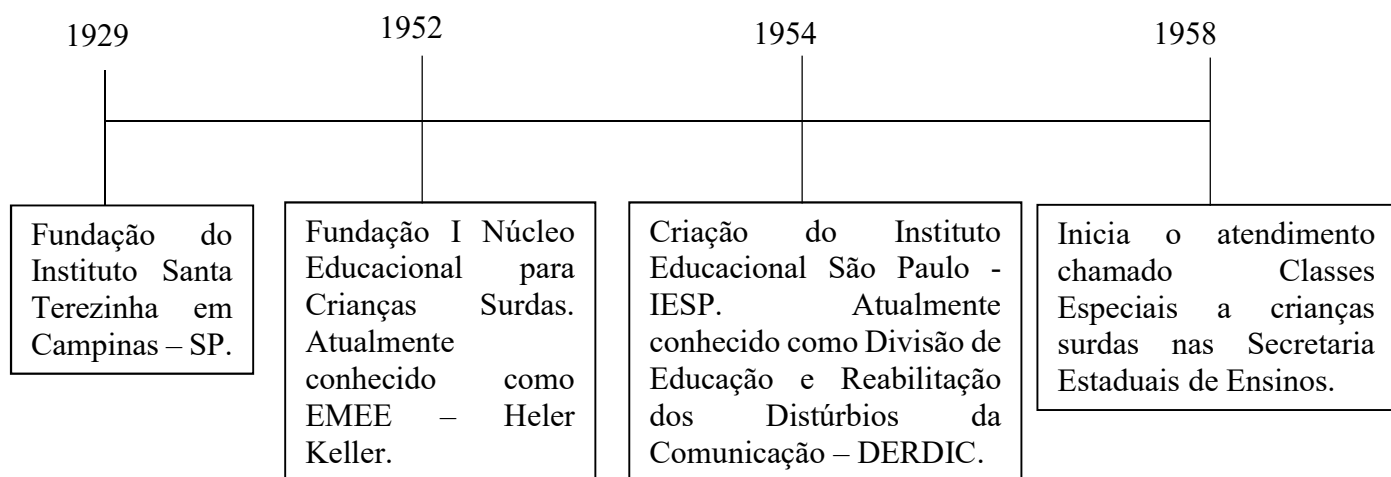 1929
1952
1954
1958
Fundação do
Instituto Santa
Terezinha em
Campinas – SP.
Fundação I Núcleo
Educacional para
Crianças Surdas.
Atualmente
conhecido como
EMEE – Heler
Keller.
Criação do Instituto
Educacional São Paulo -
IESP. Atualmente
conhecido como Divisão de
Educação e Reabilitação
dos Distúrbios da
Comunicação – DERDIC.
Inicia o atendimento
chamado Classes
Especiais a crianças
surdas nas Secretaria
Estaduais de Ensinos.